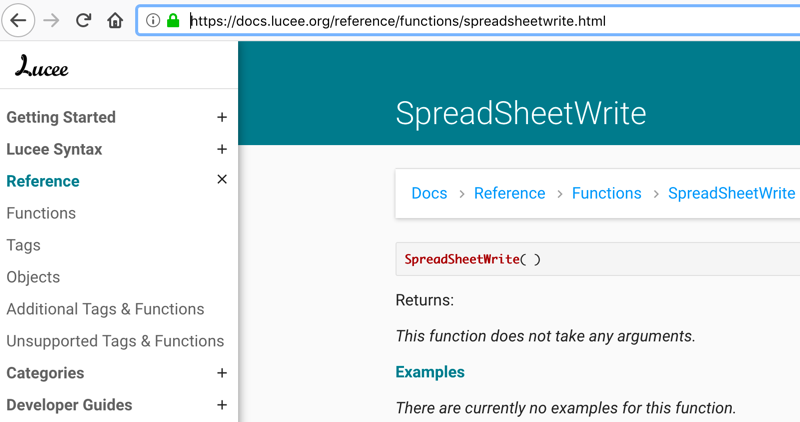 https://docs.lucee.org/reference/functions/spreadsheetwrite.html
Lucee
Getting Started +
Lucee Syntax +
Reference ×
Functions
Tags
Objects
Additional Tags & Functions
Unsupported Tags & Functions
Categories +
Developer Guides +
SpreadSheetWrite
Docs > Reference > Functions > SpreadSheetWrite
SpreadSheetWrite( )
Returns:
This function does not take any arguments.
Examples
There are currently no examples for this function.